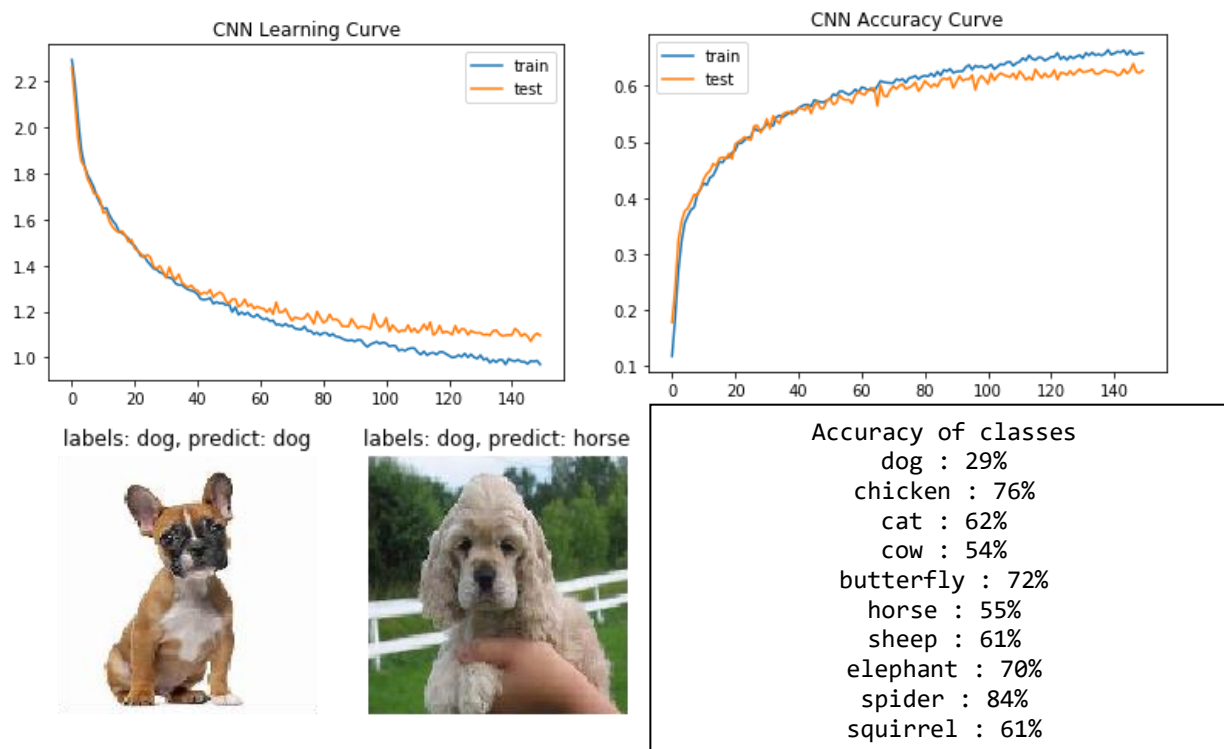 CNN Learning Curve
train
test
2.2
2.0
1.8
1.6
1.4
1.2
1.0
0
20
40
60
80
100
120
140
CNN Accuracy Curve
train
test
0.6
0.5
0.4
0.3
0.2
0.1
0
20
40
60
80
100
120
140
labels: dog, predict: dog
labels: dog, predict: horse
Accuracy of classes
dog : 29%
chicken : 76%
cat : 62%
cow : 54%
butterfly : 72%
horse : 55%
sheep : 61%
elephant : 70%
spider : 84%
squirrel : 61%